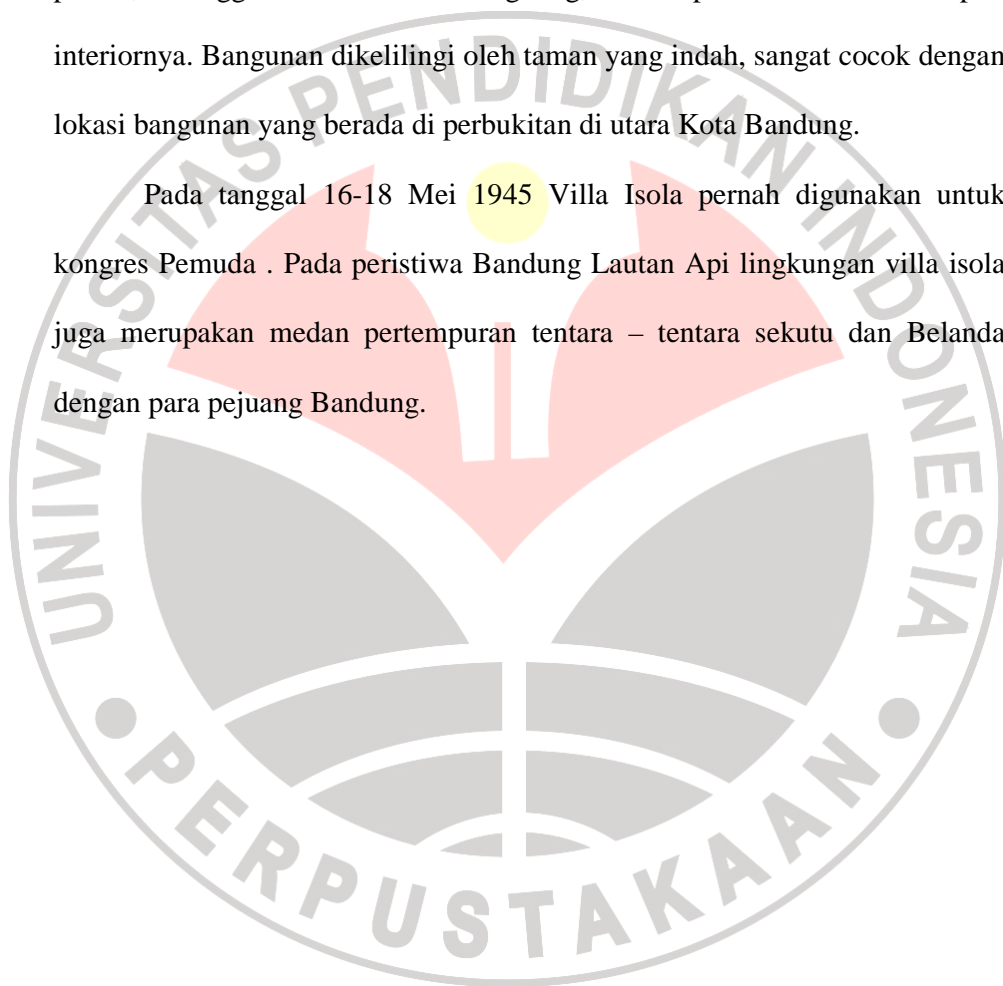 interiornya. Bangunan dikelilingi oleh taman yang indah, sangat cocok dengan
lokasi bangunan yang berada di perbukitan di utara Kota Bandung.
Pada tanggal 16-18 Mei 1945 Villa Isola pernah digunakan untuk
kongres Pemuda . Pada peristiwa Bandung Lautan Api lingkungan villa isola
juga merupakan medan pertempuran tentara – tentara sekutu dan Belanda
dengan para pejuang Bandung.
UNIVERSITAS PENDIDIKAN INDONESIA
PERPUSTAKAAN